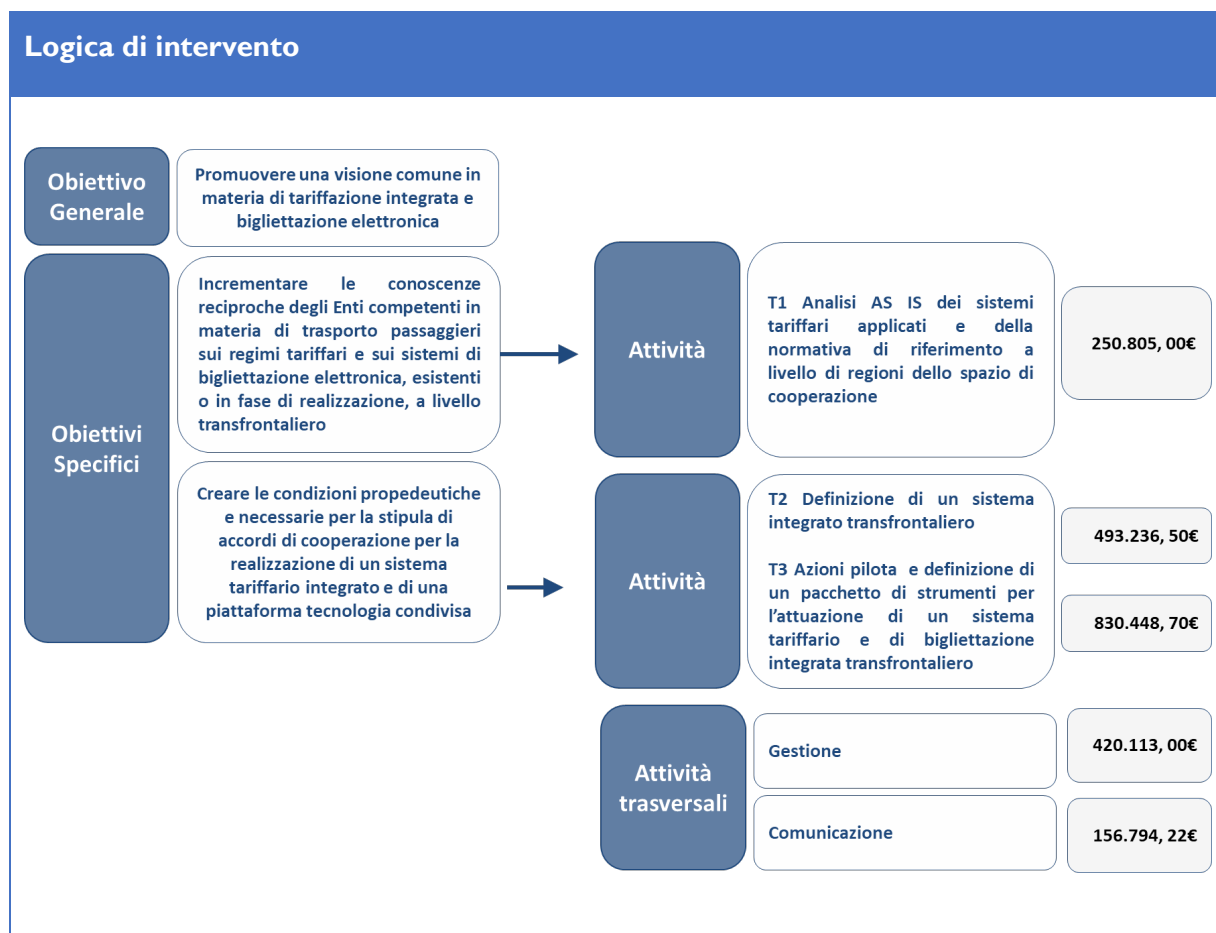 Logica di intervento
Obiettivo
Generale
Promuovere una visione comune in
materia di tariffazione integrata e
bigliettazione elettronica
Obiettivi
Specifici
Incrementare le conoscenze
reciproche degli Enti competenti in
materia di trasporto passaggieri
sui regimi tariffari e sui sistemi di
bigliettazione elettronica, esistenti
o in fase di realizzazione, a livello
transfrontaliero
Attività
T1 Analisi AS IS dei sistemi
tariffari applicati e della
normativa di riferimento a
livello di regioni dello spazio di
cooperazione
250.805, 00€
Creare le condizioni propedeutiche
e necessarie per la stipula di
accordi di cooperazione per la
realizzazione di un sistema
tariffario integrato e di una
piattaforma tecnologia condivisa
Attività
T2 Definizione di un sistema
integrato transfrontaliero
493.236, 50€
T3 Azioni pilota e definizione di
un pacchetto di strumenti per
l'attuazione di un sistema
tariffario e di bigliettazione
integrata transfrontaliero
830.448, 70€
Attività
trasversali
Gestione
420.113, 00€
Comunicazione
156.794, 22€